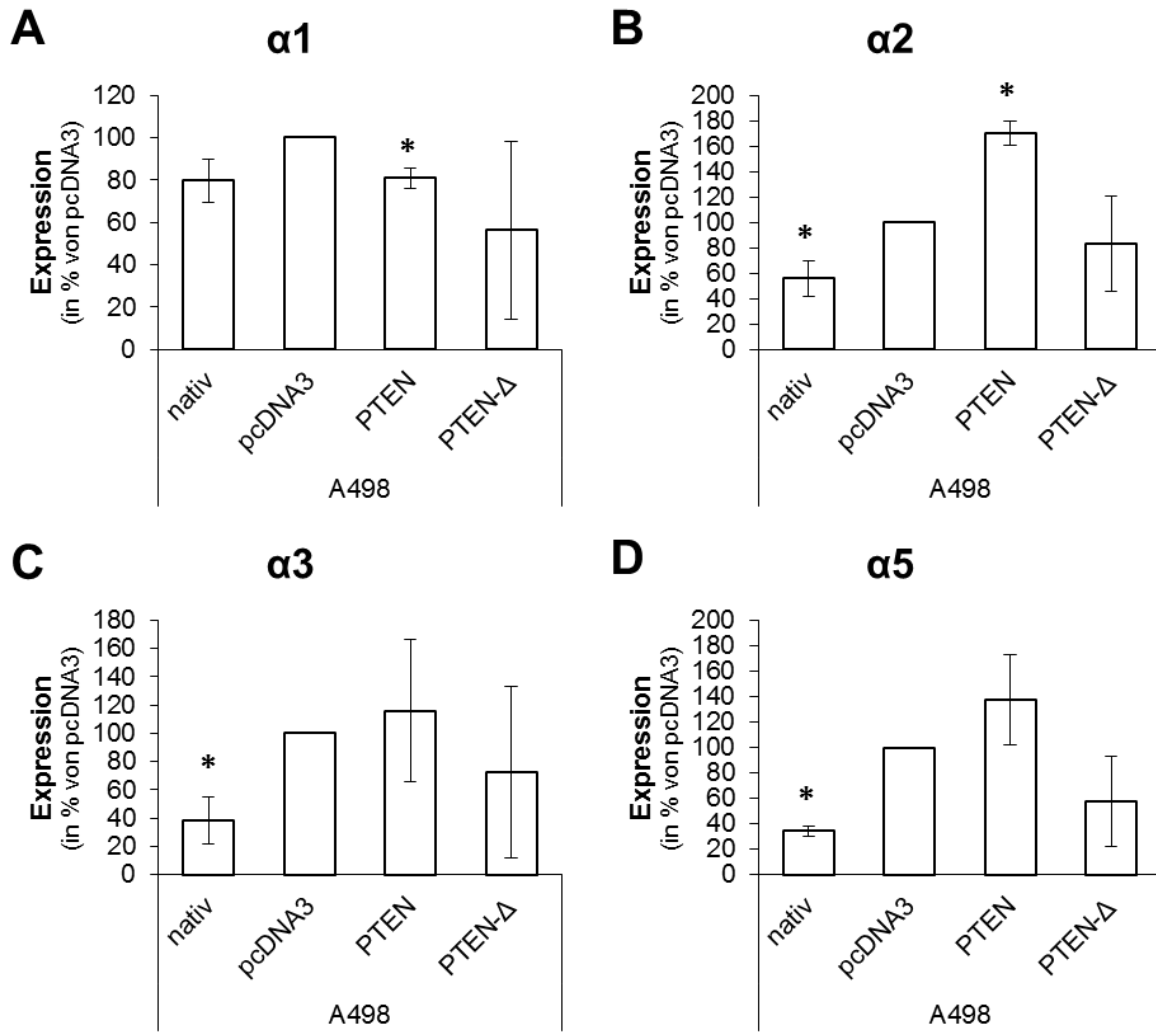 A
α1
Expression
(in % von pcDNA3)
120
100
80
60
40
20
0
*
nativ
pcDNA3
PTEN
PTEN-Δ
A498
B
α2
Expression
(in % von pcDNA3)
200
180
160
140
120
100
80
60
40
20
0
*
*
nativ
pcDNA3
PTEN
PTEN-Δ
A498
C
α3
Expression
(in % von pcDNA3)
180
160
140
120
100
80
60
40
20
0
*
nativ
pcDNA3
PTEN
PTEN-Δ
A498
D
α5
Expression
(in % von pcDNA3)
200
180
160
140
120
100
80
60
40
20
0
*
nativ
pcDNA3
PTEN
PTEN-Δ
A498